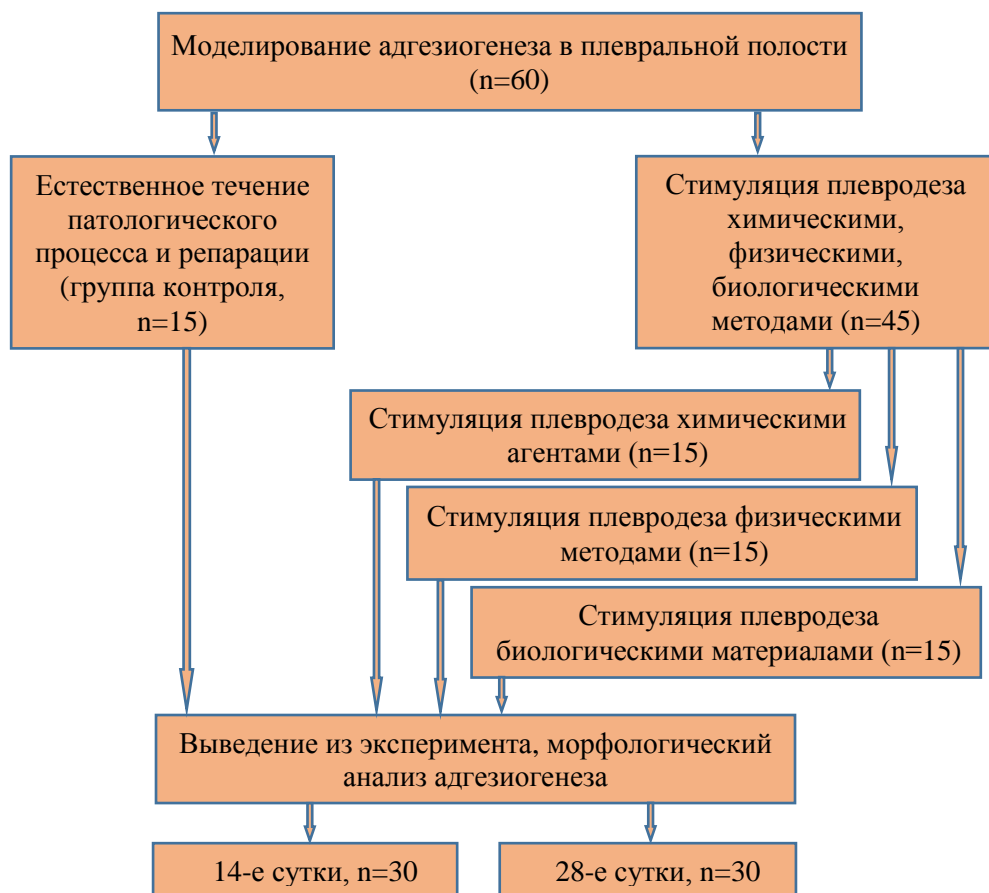 Моделирование адгезиогенеза в плевральной полости
(n=60)
Естественное течение
патологического
процесса и репарации
(группа контроля,
n=15)
Стимуляция плевродеза
химическими,
физическими,
биологическими
методами (n=45)
Стимуляция плевродеза химическими
агентами (n=15)
Стимуляция плевродеза физическими
методами (n=15)
Стимуляция плевродеза
биологическими материалами (n=15)
Выведение из эксперимента, морфологический
анализ адгезиогенеза
14-е сутки, n=30
28-е сутки, n=30